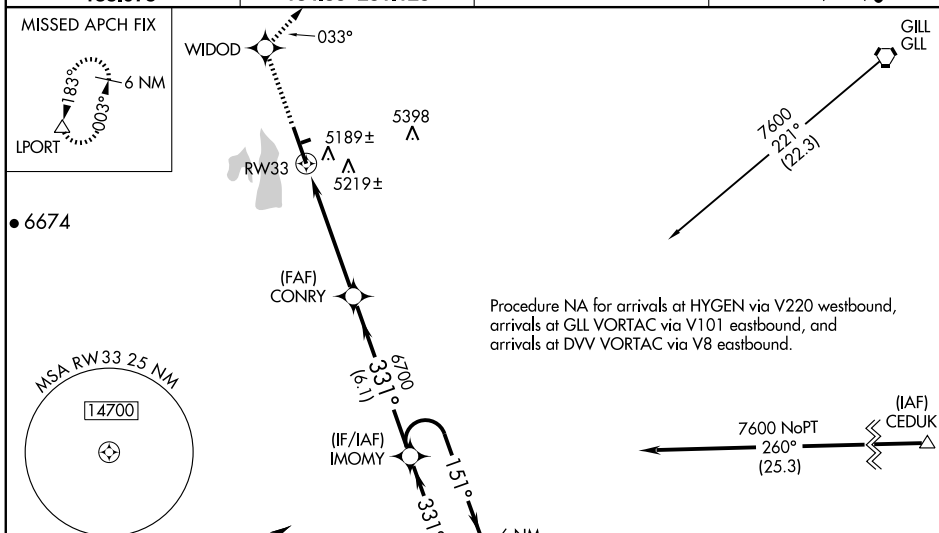 MISSED APCH FIX
183°
003°
6 NM
LPORT
WIDOD
033°
GILL
GLL
7600
221°
(22.3)
5398
5189±
5219±
RW33
6674
(FAF)
CONRY
Procedure NA for arrivals at HYGEN via V220 westbound,
arrivals at GLL VORTAC via V101 eastbound, and
arrivals at DVV VORTAC via V8 eastbound.
MSA RW33 25 NM
14700
6700
331°
(6.1)
(IF/IAF)
IMOMY
151°
331°
(IAF)
CEDUK
7600 NoPT
260°
(25.3)
6 NM